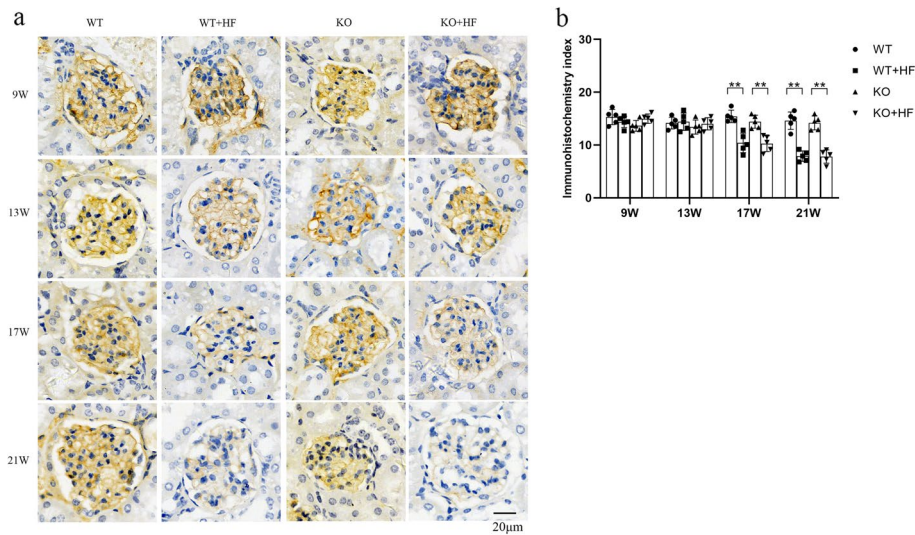 a
WT
WT+HF
KO
KO+HF
9W
13W
17W
21W
20μm
b
Immunohistochemistry index
30
20
10
0
** ** ** **
9W 13W 17W 21W
WT
WT+HF
KO
KO+HF